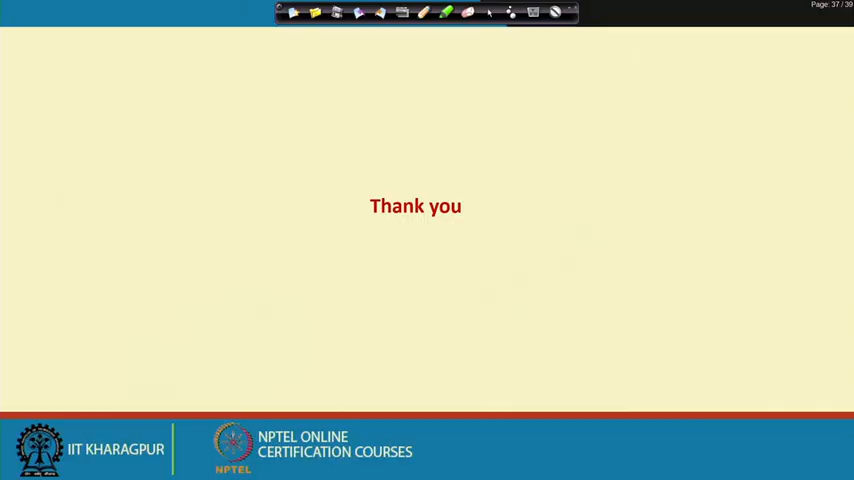 Page: 37 / 39
Thank you
IIT KHARAGPUR
NPTEL
NPTEL ONLINE
CERTIFICATION COURSES